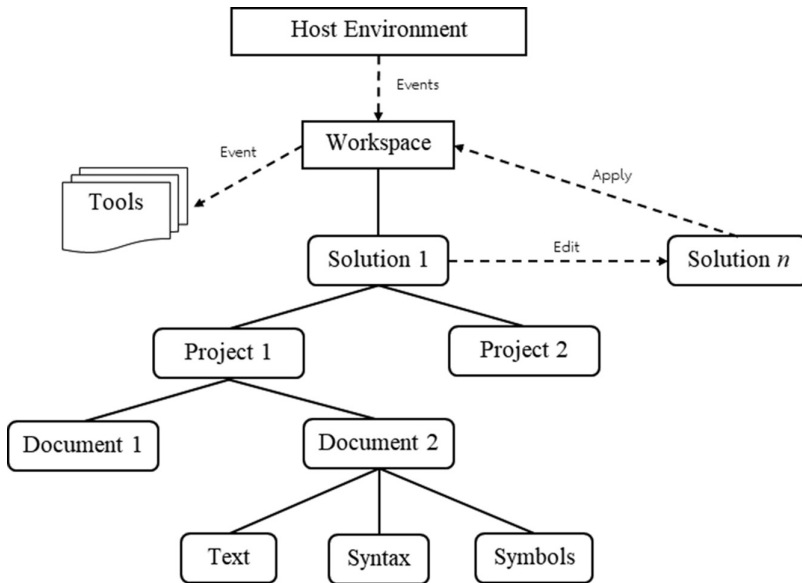 Host Environment
Events
Workspace
Event
Tools
Apply
Solution 1
Edit
Solution n
Project 1
Project 2
Document 1
Document 2
Text
Syntax
Symbols